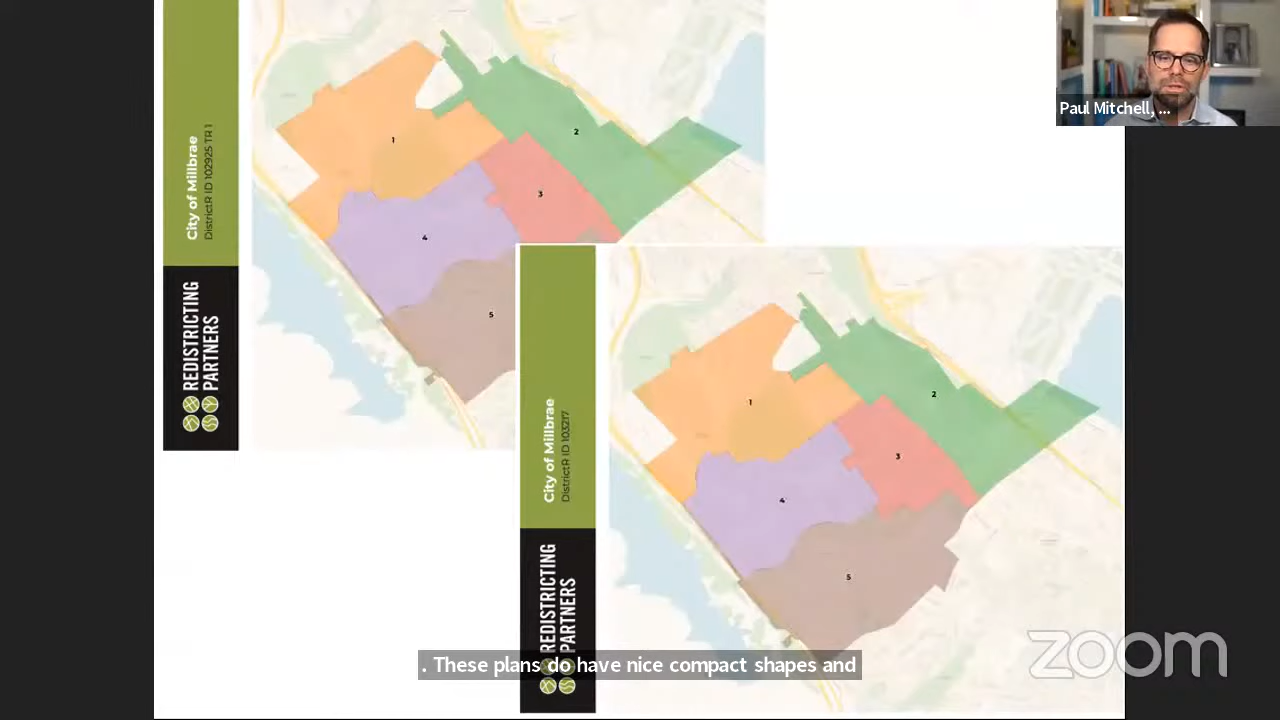 City of Millbrae
DistrictR ID 102925 TR 1
REDISTRICTING
PARTNERS
1
2
3
4
5
City of Millbrae
DistrictR ID 103217
REDISTRICTING
PARTNERS
1
2
3
4
5
Paul Mitchell, ...
. These plans do have nice compact shapes and
zoom